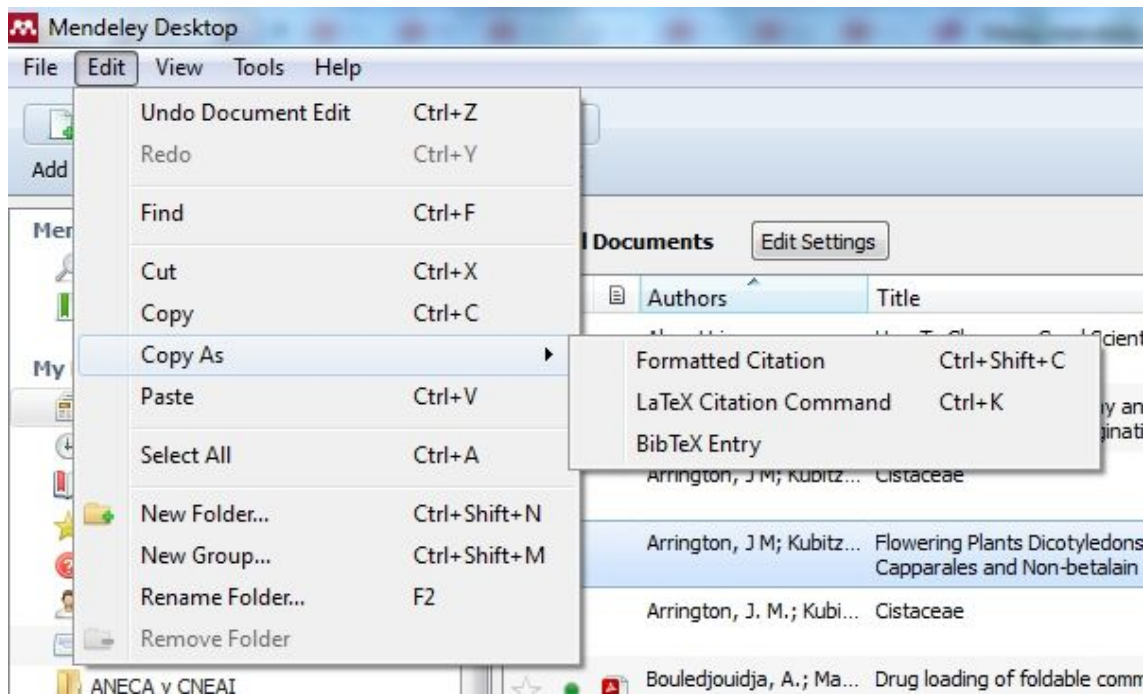 Mendeley Desktop
File Edit View Tools Help
Undo Document Edit Ctrl+Z
Redo Ctrl+Y
Add
Find Ctrl+F
Cut Ctrl+X
Copy Ctrl+C
Copy As
Paste Ctrl+V
Select All Ctrl+A
New Folder... Ctrl+Shift+N
New Group... Ctrl+Shift+M
Rename Folder... F2
Remove Folder
Formatted Citation Ctrl+Shift+C
LaTeX Citation Command Ctrl+K
BibTeX Entry
Mer
My
ANECA y CNEAI
Documents Edit Settings
Authors Title
Arrington, J M; Kubitz... Cistaceae
Arrington, J M; Kubitz... Flowering Plants Dicotyledons
Capparales and Non-betalain
Arrington, J. M.; Kubi... Cistaceae
Bouledjouidja, A.; Ma... Drug loading of foldable comm